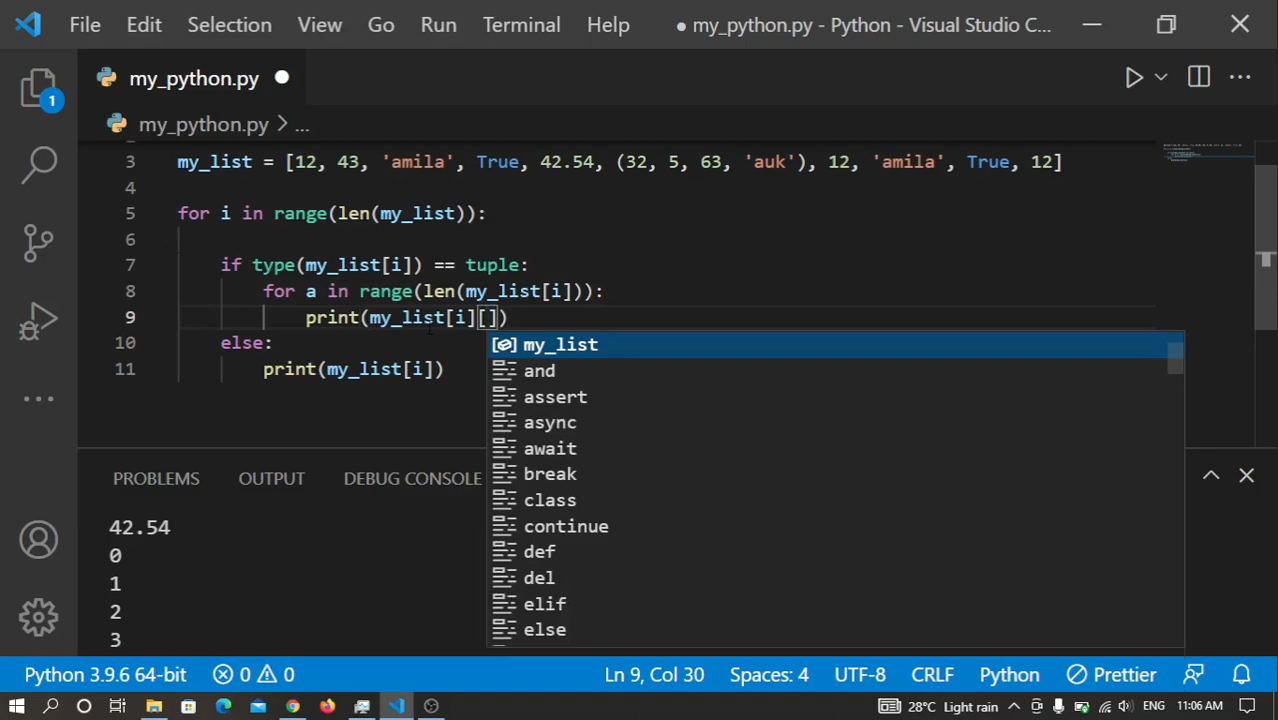 File Edit Selection View Go Run Terminal Help ● my_python.py - Python - Visual Studio C...
my_python.py
1
my_python.py > ...
3 my_list = [12, 43, 'amila', True, 42.54, (32, 5, 63, 'auk'), 12, 'amila', True, 12]
4
5 for i in range(len(my_list)):
6
7 if type(my_list[i]) == tuple:
8 for a in range(len(my_list[i])):
9 print(my_list[i][])
10 else:
11 print(my_list[i])
my_list
and
assert
async
await
break
class
continue
def
del
elif
else
PROBLEMS OUTPUT DEBUG CONSOLE
42.54
0
1
2
3
Python 3.9.6 64-bit 0 0 Ln 9, Col 30 Spaces: 4 UTF-8 CRLF Python Prettier
28°C Light rain ENG 11:06 AM